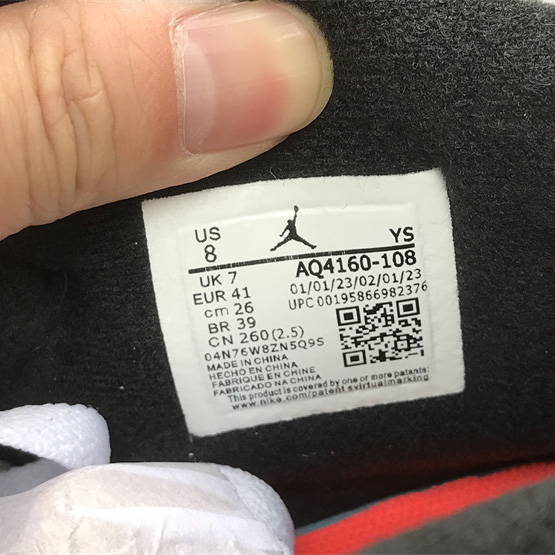 US
8
YS
UK 7
AQ4160-108
EUR 41
01/01/23/02/01/23
cm 26
UPC 00195866982376
BR 39
CN 260(2.5)
04N76W8ZN5Q9S
MADE IN CHINA
HECHO EN CHINA
FABRIQUE EN CHINE
FABRICADO NA CHINA
This product is covered by one or more patents:
www.nike.com/patent svirtualmarking